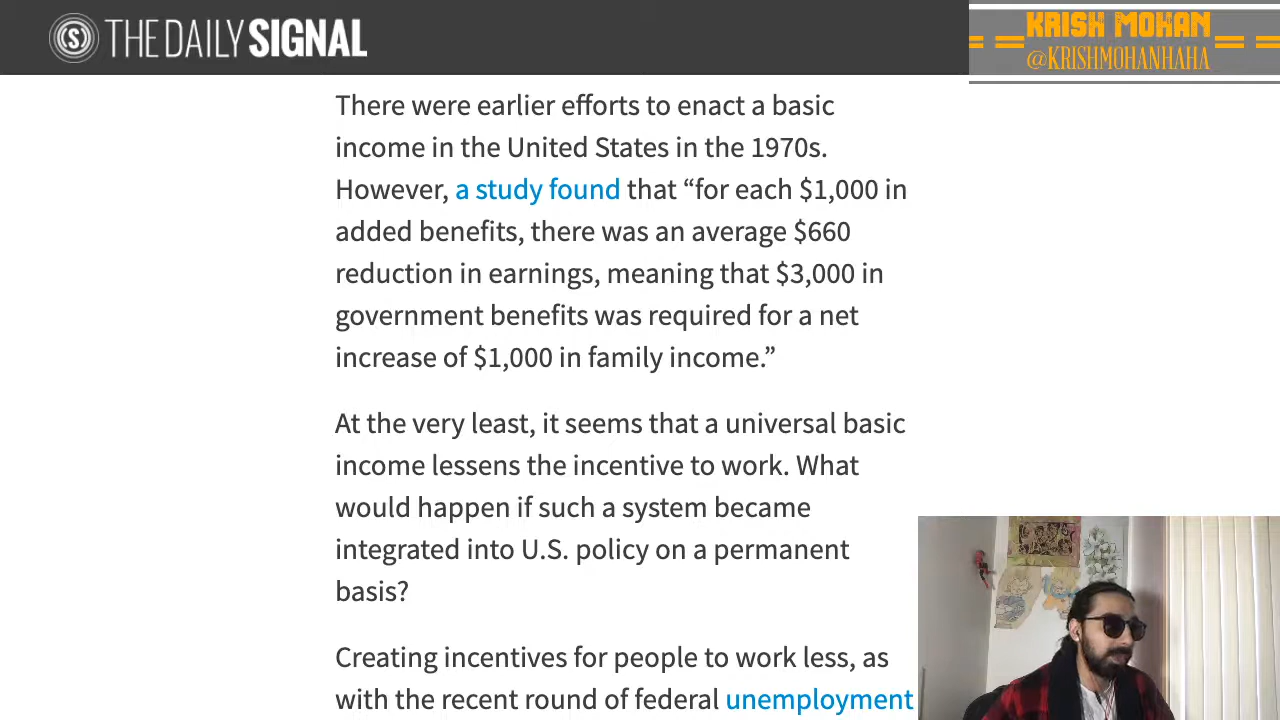 THE DAILY SIGNAL
KRISH MOHAN
@KRISHMOHANHAHA
There were earlier efforts to enact a basic
income in the United States in the 1970s.
However, a study found that “for each $1,000 in
added benefits, there was an average $660
reduction in earnings, meaning that $3,000 in
government benefits was required for a net
increase of $1,000 in family income.”
At the very least, it seems that a universal basic
income lessens the incentive to work. What
would happen if such a system became
integrated into U.S. policy on a permanent
basis?
Creating incentives for people to work less, as
with the recent round of federal unemployment